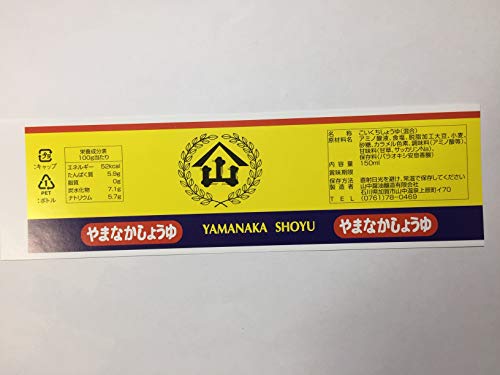 プラ
:キャップ
PET
:ボトル
栄養成分表
100g当たり
エネルギー 52kcal
たんぱく質 5.9g
脂質 0g
炭水化物 7.1g
ナトリウム 5.7g
山
名称 こいくちしょうゆ(混合)
原材料名 アミノ酸液、食塩、脱脂加工大豆、小麦、
砂糖、カラメル色素、調味料(アミノ酸等)、
甘味料(甘草、サッカリンNa)、
保存料(パラオキシ安息香酸)
内容量 150ml
賞味期限
保存方法 直射日光を避け、常温で保存してください
製造者 山中醤油醸造有限会社
石川県加賀市山中温泉上原町イ70
TEL (0761)78-0469
やまなかしょうゆ
YAMANAKA SHOYU
やまなかしょうゆ